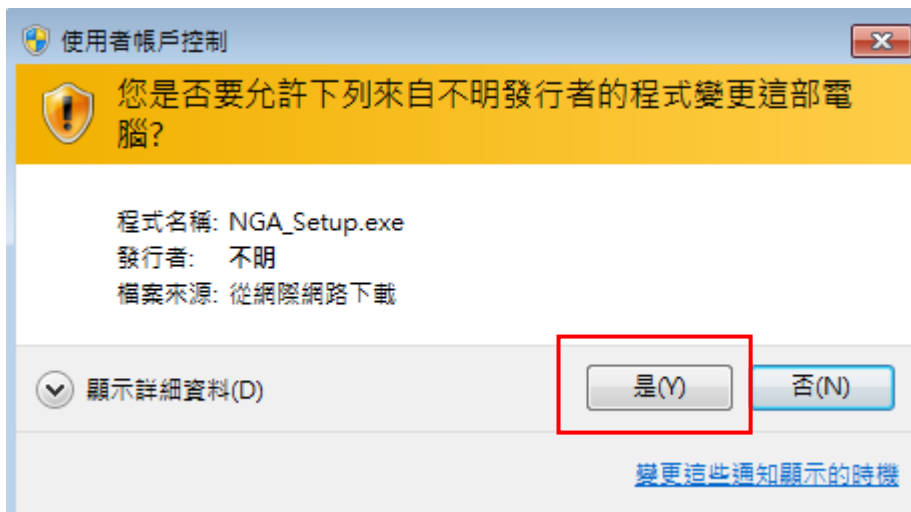 使用者帳戶控制
您是否要允許下列來自不明發行者的程式變更這部電
腦?
程式名稱: NGA_Setup.exe
發行者: 不明
檔案來源: 從網際網路下載
顯示詳細資料(D)
是(Y)
否(N)
變更這些通知顯示的時機